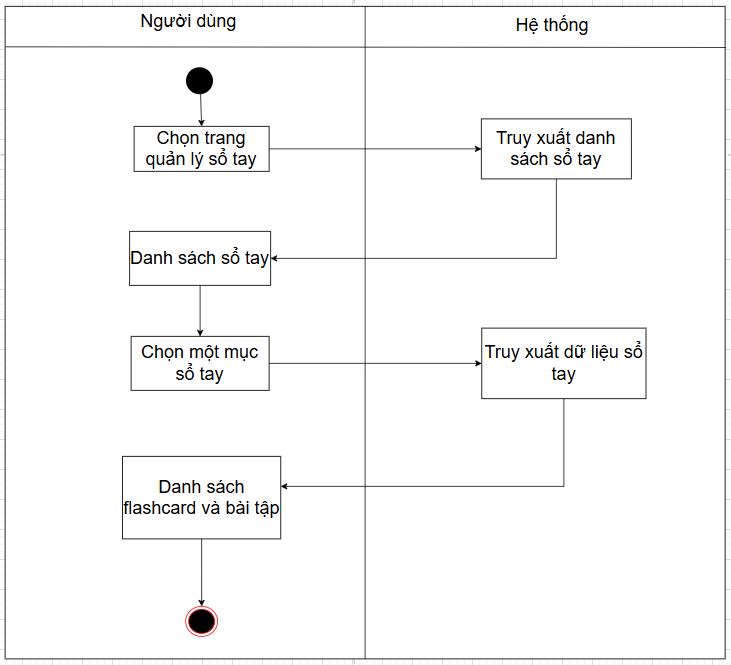 Người dùng
Hệ thống
Chọn trang
quản lý sổ tay
Truy xuất danh
sách sổ tay
Danh sách sổ tay
Chọn một mục
sổ tay
Truy xuất dữ liệu sổ
tay
Danh sách
flashcard và bài tập